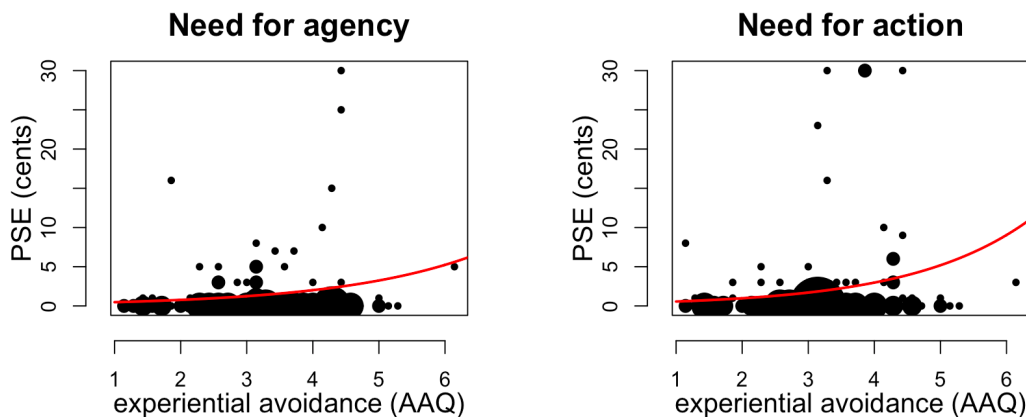 Need for agency
PSE (cents)
30
20
10
5
0
1 2 3 4 5 6
experiential avoidance (AAQ)
Need for action
PSE (cents)
30
20
10
5
0
1 2 3 4 5 6
experiential avoidance (AAQ)